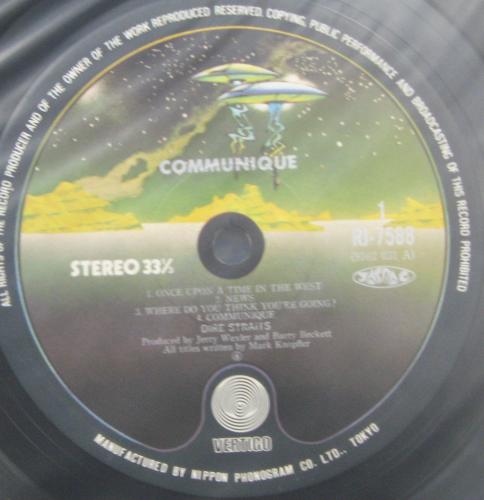 ALL RIGHTS OF THE RECORD PRODUCER AND OF THE OWNER OF THE WORK REPRODUCED RESERVED. COPYING, PUBLIC PERFORMANCE AND BROADCASTING OF THIS RECORD PROHIBITED
COMMUNIQUE
1
RJ-7588
STEREO 33⅓
1. ONCE UPON A TIME IN THE WEST
2. NEWS
3. WHERE DO YOU THINK YOU'RE GOING?
4. COMMUNIQUE
DIRE STRAITS
Produced by Jerry Wexler and Barry Beckett
All titles written by Mark Knopfler
VERTIGO
MANUFACTURED BY NIPPON PHONOGRAM CO. LTD., TOKYO